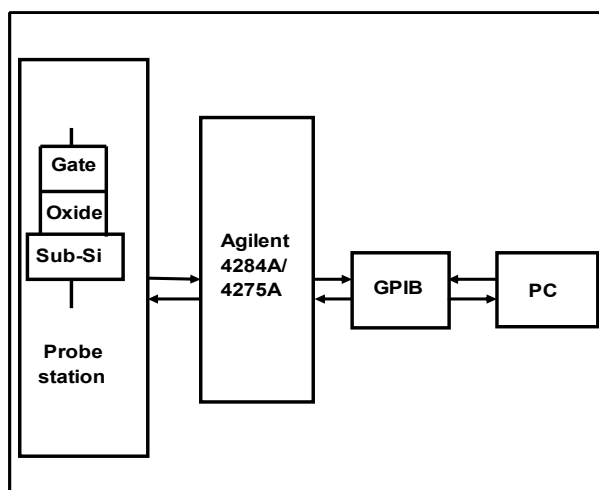 Gate
Oxide
Sub-Si
Probe
station
Agilent
4284A/
4275A
GPIB
PC